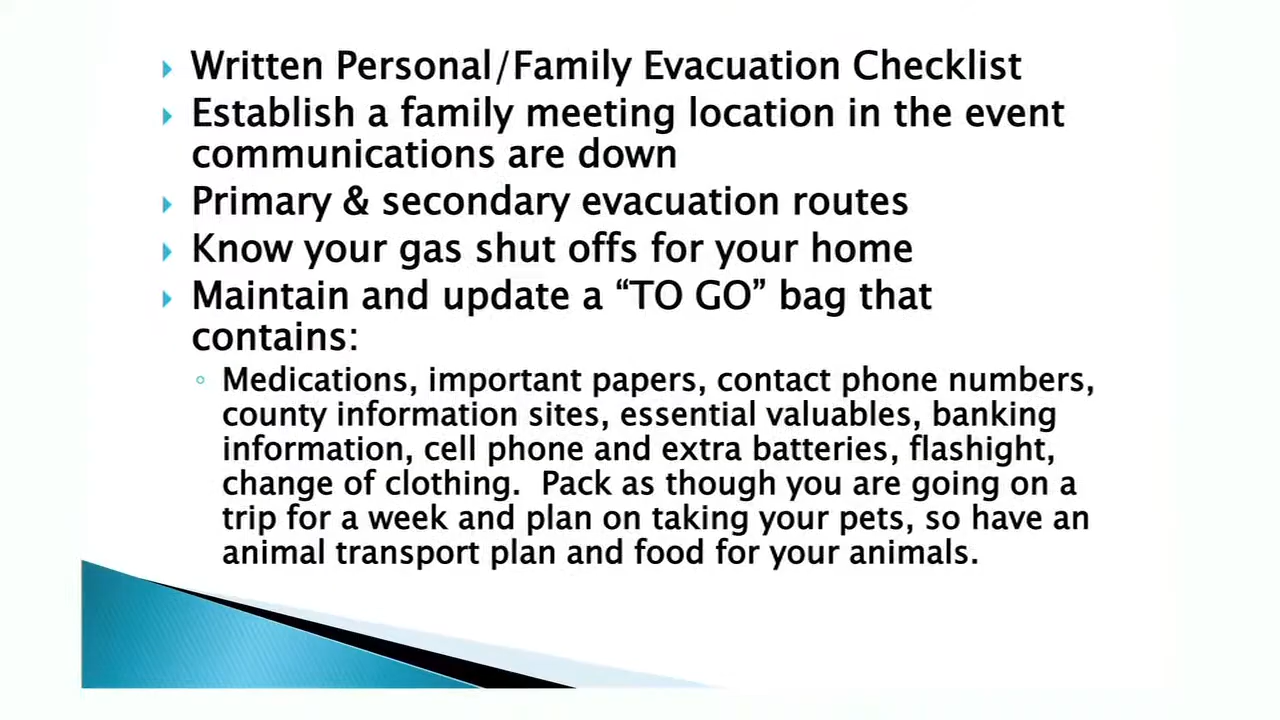 Written Personal/Family Evacuation Checklist
Establish a family meeting location in the event
communications are down
Primary & secondary evacuation routes
Know your gas shut offs for your home
Maintain and update a “TO GO” bag that
contains:
Medications, important papers, contact phone numbers,
county information sites, essential valuables, banking
information, cell phone and extra batteries, flashight,
change of clothing.  Pack as though you are going on a
trip for a week and plan on taking your pets, so have an
animal transport plan and food for your animals.